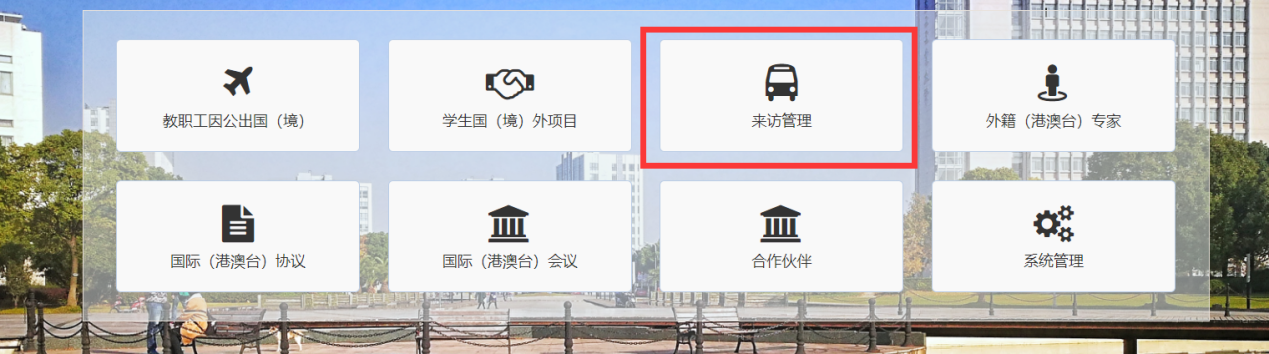 教职工因公出国（境）
学生国（境）外项目
来访管理
外籍（港澳台）专家
国际（港澳台）协议
国际（港澳台）会议
合作伙伴
系统管理